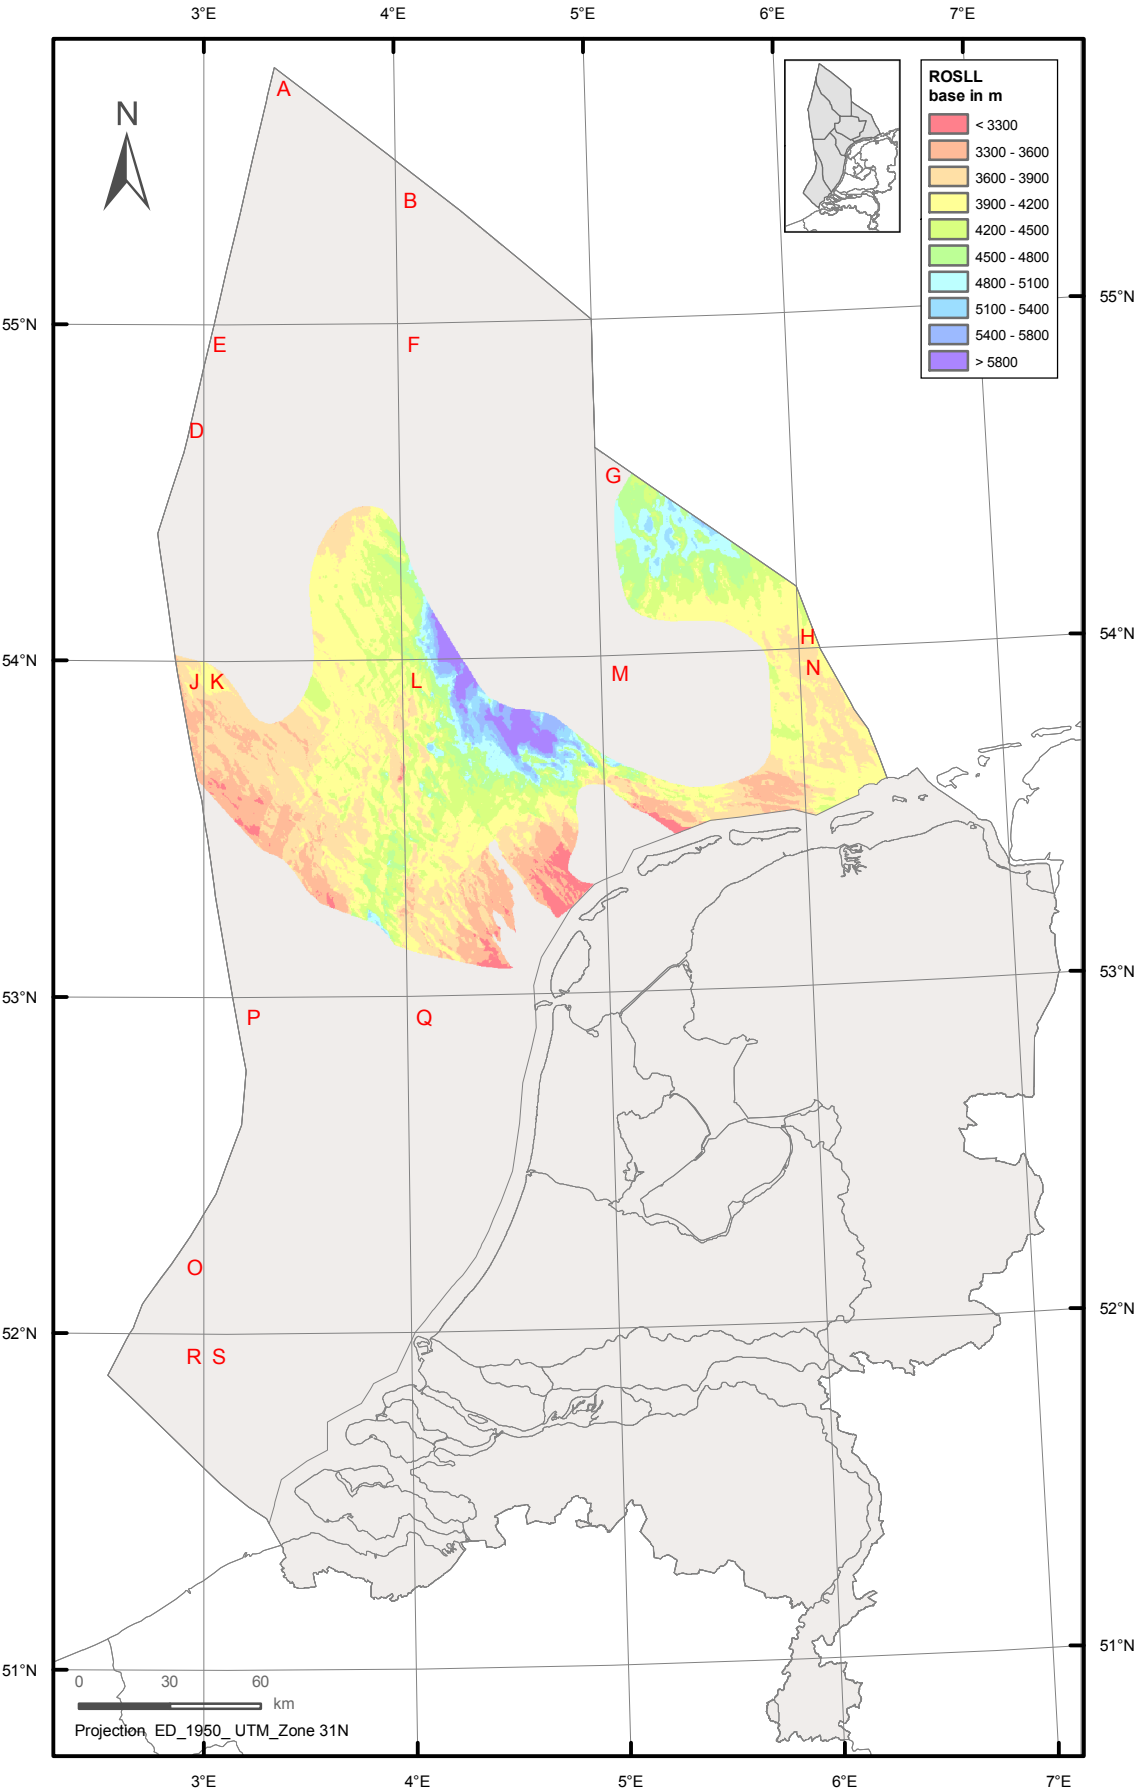 3°E 4°E 5°E 6°E 7°E
N
ROSLL
base in m
< 3300
3300 - 3600
3600 - 3900
3900 - 4200
4200 - 4500
4500 - 4800
4800 - 5100
5100 - 5400
5400 - 5800
> 5800
A
B
55°N 55°N
E F
D
G
H
54°N 54°N
J K L M N
53°N 53°N
P Q
O
52°N 52°N
R S
51°N 51°N
0 30 60
km
Projection ED_1950_ UTM_Zone 31N
3°E 4°E 5°E 6°E 7°E